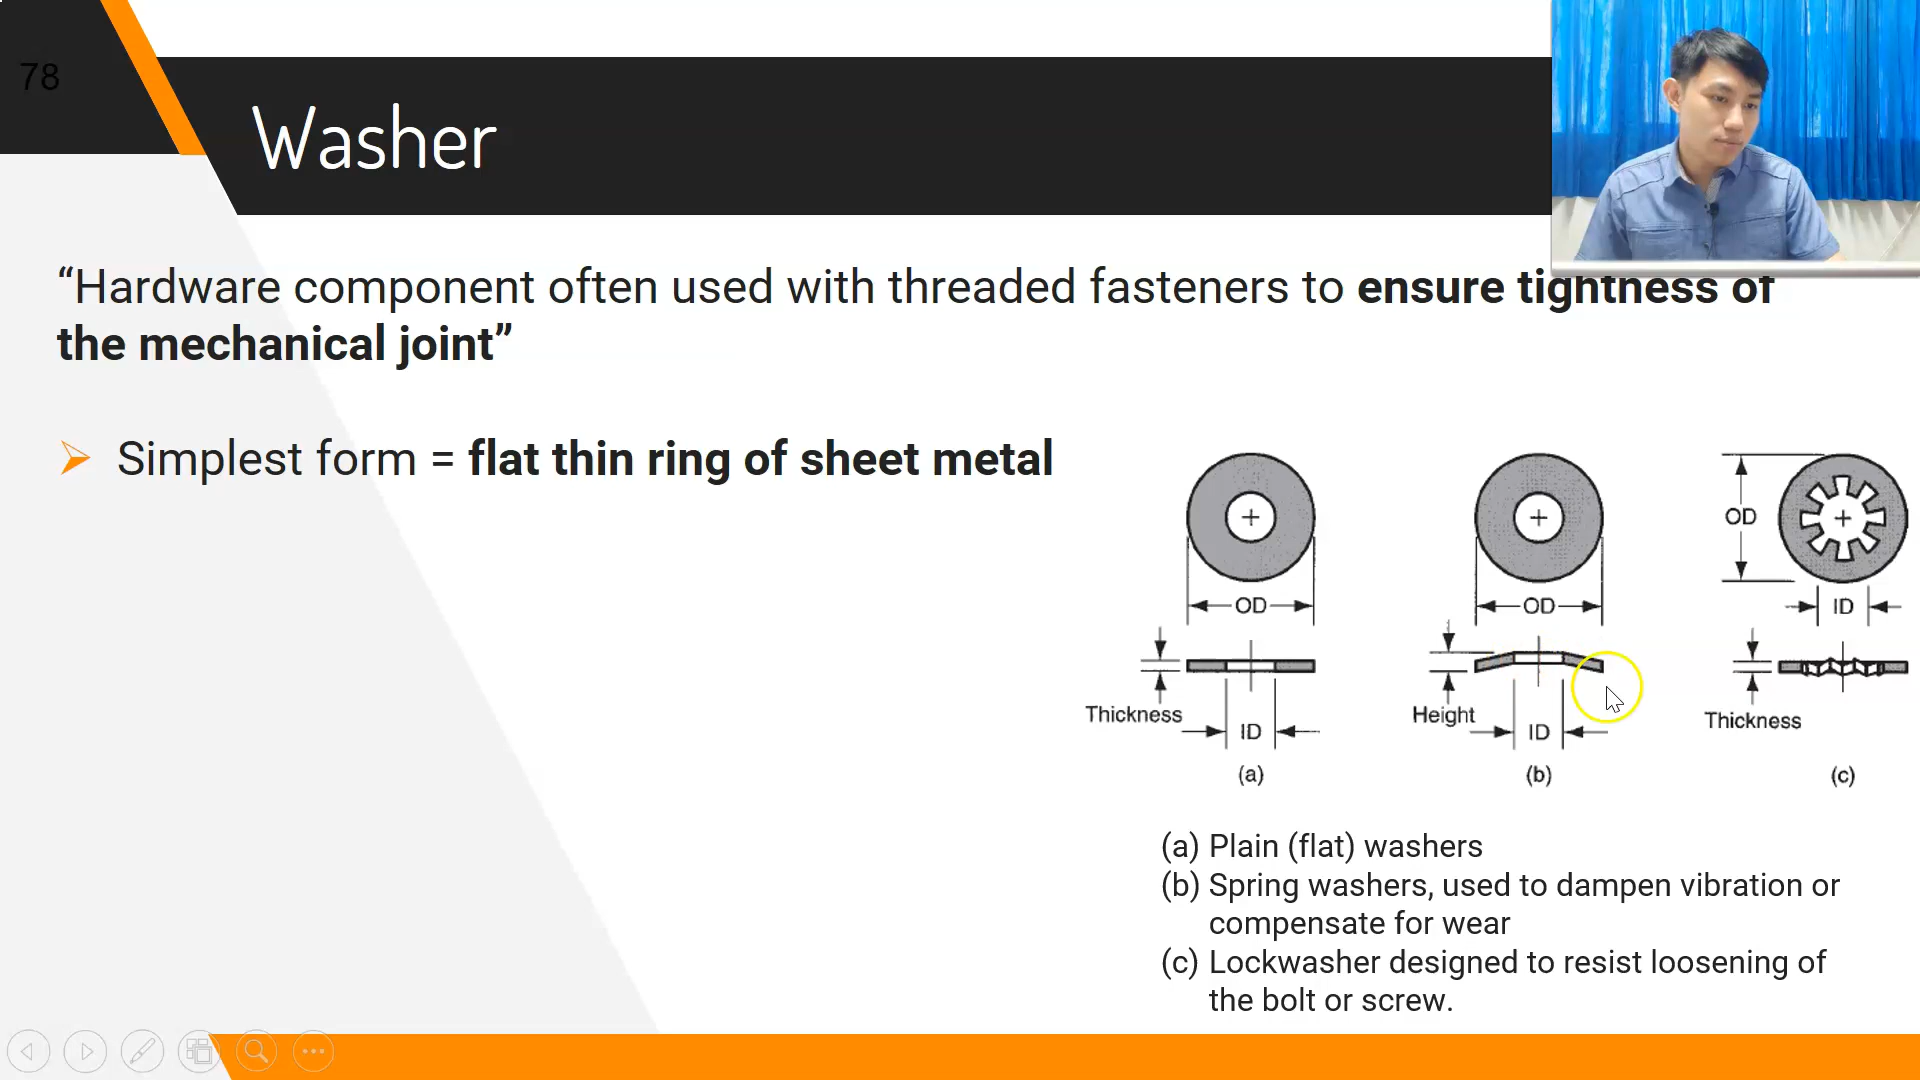 78
Washer
“Hardware component often used with threaded fasteners to ensure tightness of
the mechanical joint”
Simplest form = flat thin ring of sheet metal
OD
OD
OD
ID
Thickness
Height
Thickness
ID
ID
(a)
(b)
(c)
(a) Plain (flat) washers
(b) Spring washers, used to dampen vibration or
compensate for wear
(c) Lockwasher designed to resist loosening of
the bolt or screw.